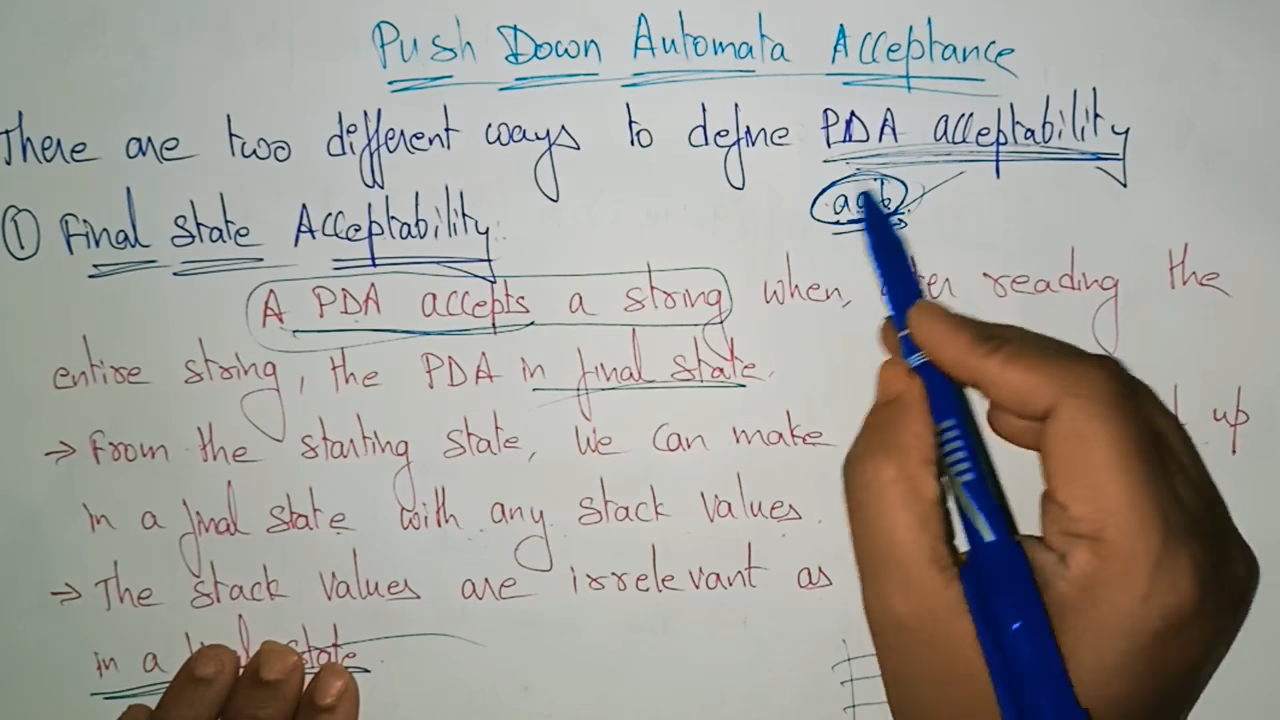 Push Down Automata Acceptance
There are two different ways to define PDA acceptability
① Final State Acceptability
A PDA accepts a string when, reading the
entire string, the PDA in final state.
→ From the starting state, We can make up
in a final state with any stack values.
→ The stack values are irrelevant as
in a state